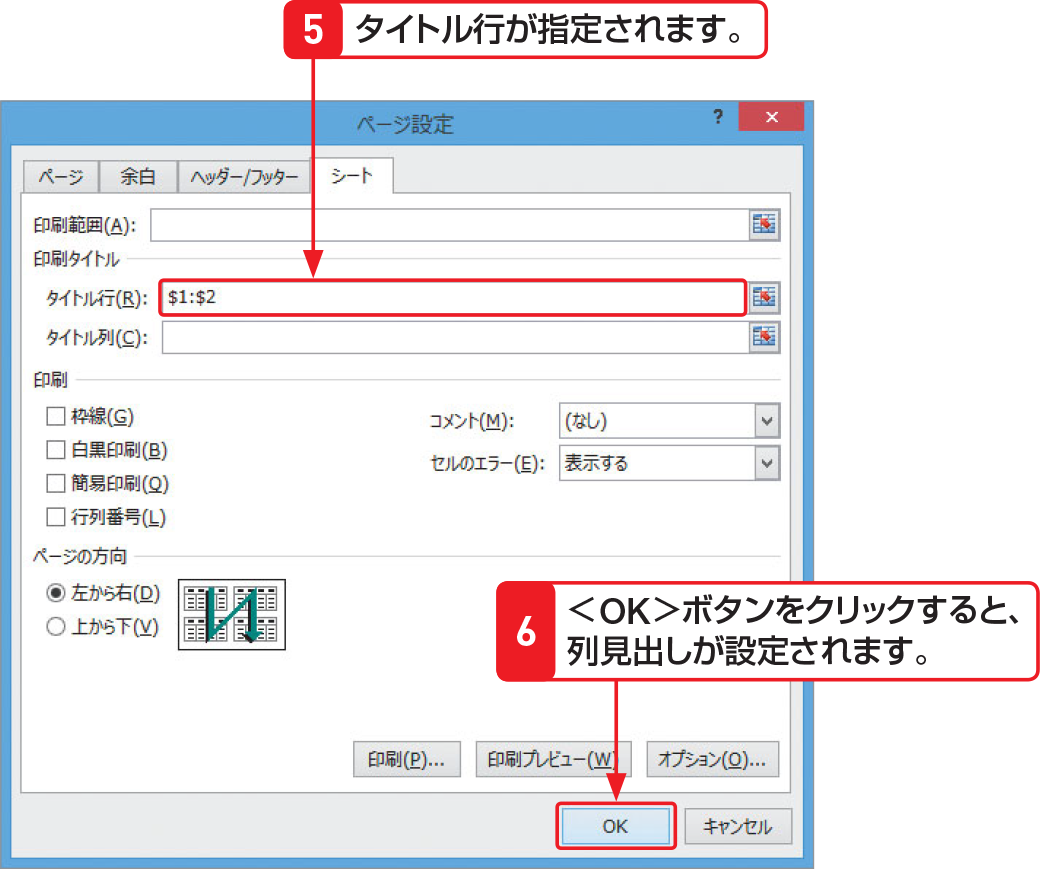 5 タイトル行が指定されます。
ページ設定
? ×
ページ 余白 ヘッダー/フッター シート
印刷範囲(A):
印刷タイトル
タイトル行(R): $1:$2
タイトル列(C):
印刷
枠線(G)
コメント(M): (なし)
白黒印刷(B)
セルのエラー(E): 表示する
簡易印刷(Q)
行列番号(L)
ページの方向
左から右(D)
上から下(V)
6 <OK>ボタンをクリックすると、
列見出しが設定されます。
印刷(P)... 印刷プレビュー(W) オプション(O)...
OK キャンセル